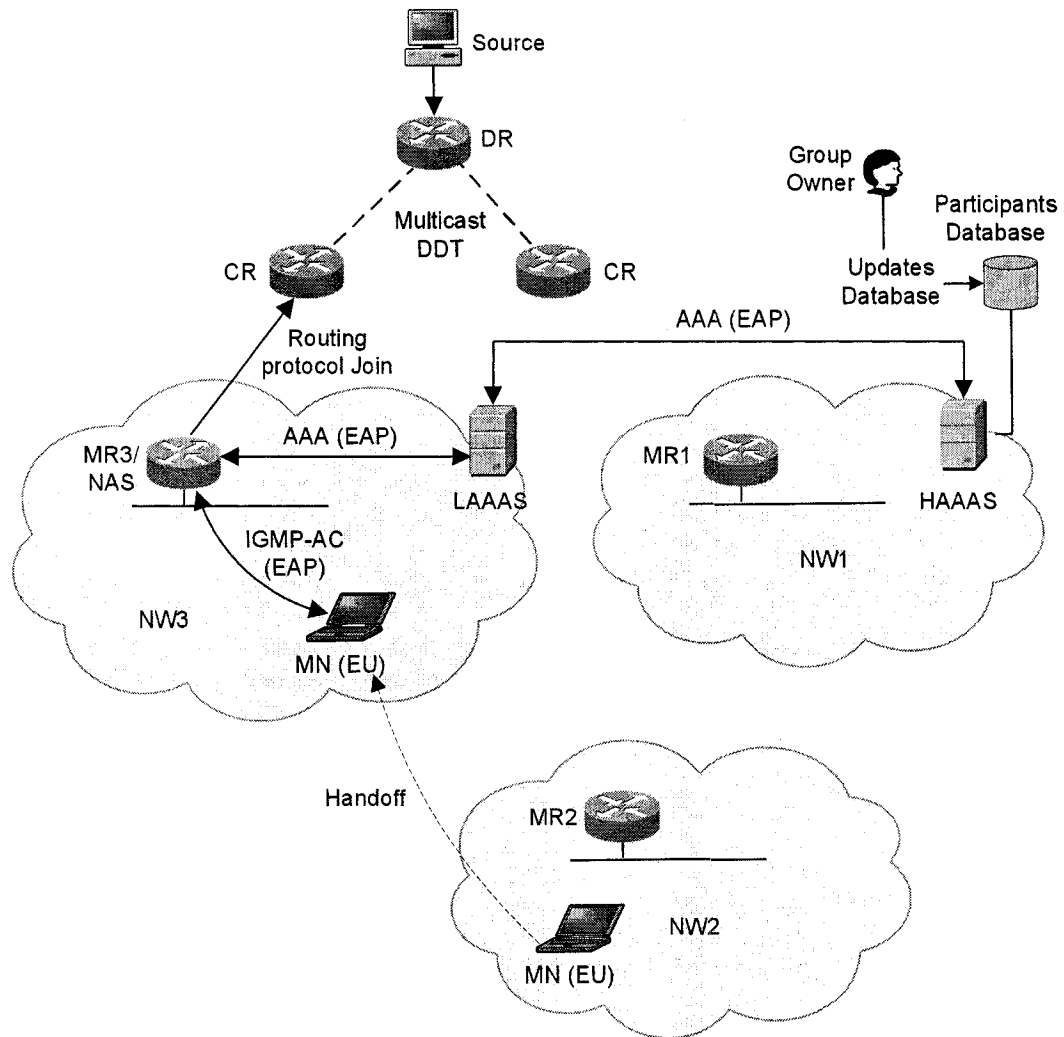 Source
DR
Group
Owner
Participants
Database
Multicast
DDT
CR
CR
Updates
Database
AAA (EAP)
Routing
protocol Join
MR3/
NAS
AAA (EAP)
LAAAS
MR1
HAAAS
IGMP-AC
(EAP)
NW1
NW3
MN (EU)
Handoff
MR2
NW2
MN (EU)